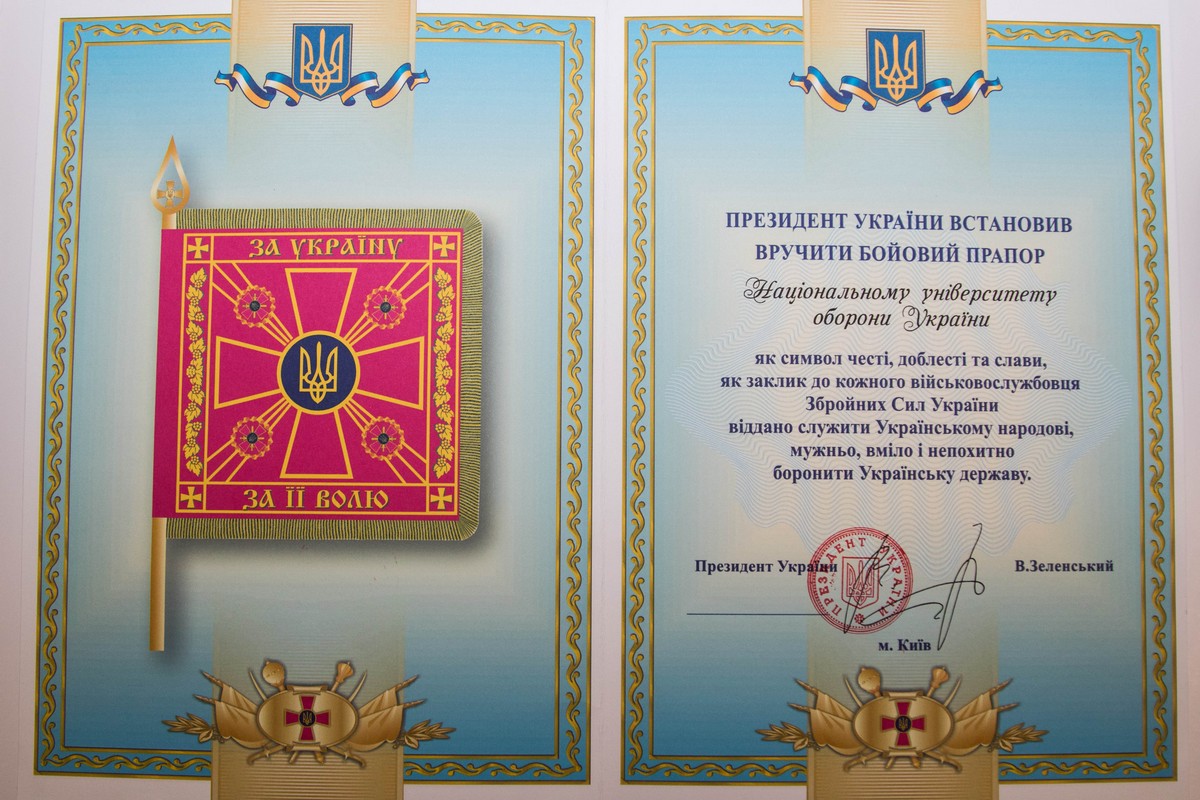 ЗА УКРАЇНУ
ЗА ЇЇ ВОЛЮ
ПРЕЗИДЕНТ УКРАЇНИ ВСТАНОВИВ
ВРУЧИТИ БОЙОВИЙ ПРАПОР
Національному університету
оборони України
як символ честі, доблесті та слави,
як заклик до кожного військовослужбовця
Збройних Сил України
віддано служити Українському народові,
мужньо, вміло і непохитно
боронити Українську державу.
Президент України
В.Зеленський
ПРЕЗИДЕНТ УКРАЇНИ
м. Київ